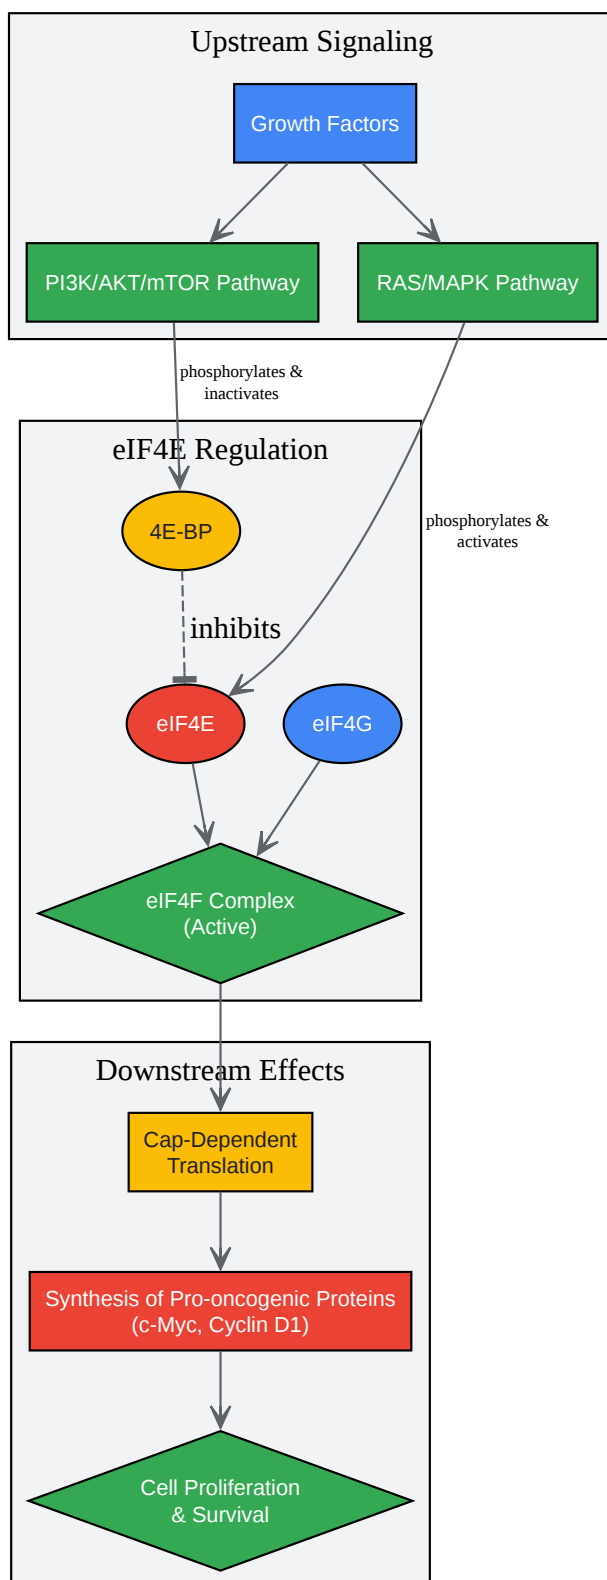 Upstream Signaling
Growth Factors
PI3K/AKT/mTOR Pathway
RAS/MAPK Pathway
phosphorylates &
inactivates
eIF4E Regulation
4E-BP
phosphorylates &
activates
inhibits
eIF4E
eIF4G
eIF4F Complex
(Active)
Downstream Effects
Cap-Dependent
Translation
Synthesis of Pro-oncogenic Proteins
(c-Myc, Cyclin D1)
Cell Proliferation
& Survival